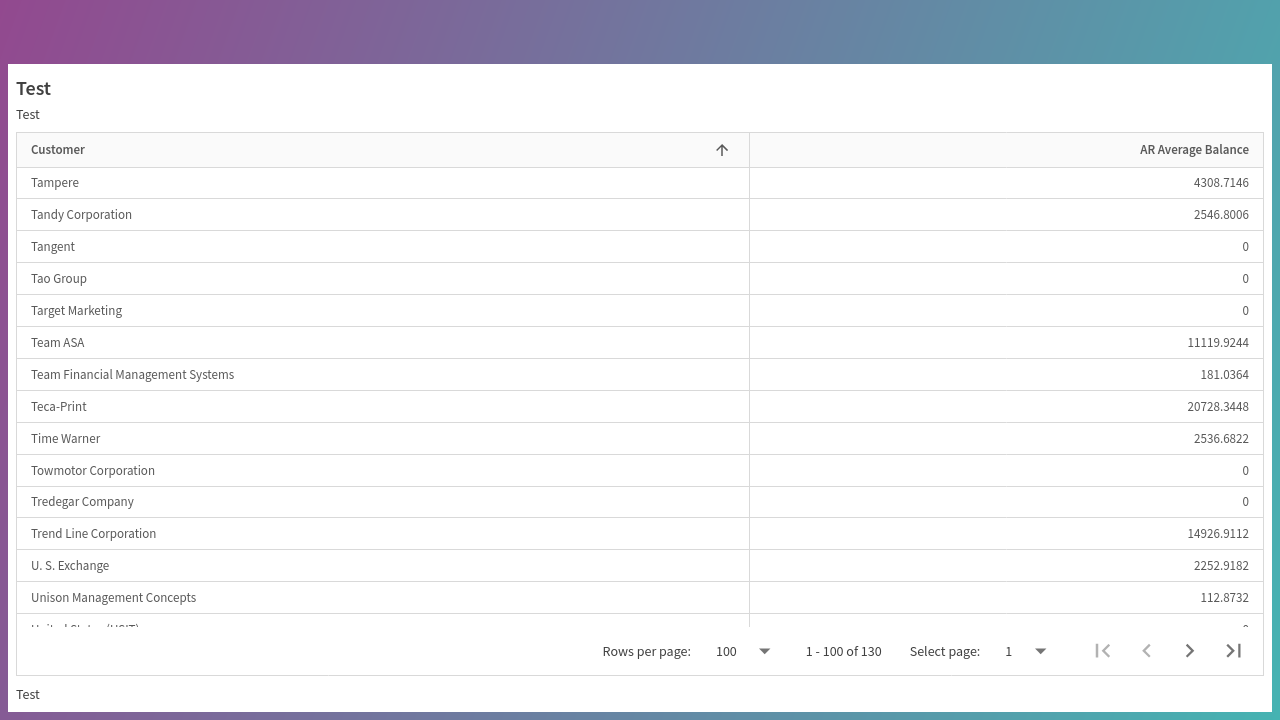 Test
Test
Customer AR Average Balance
Tampere 4308.7146
Tandy Corporation 2546.8006
Tangent 0
Tao Group 0
Target Marketing 0
Team ASA 11119.9244
Team Financial Management Systems 181.0364
Teca-Print 20728.3448
Time Warner 2536.6822
Towmotor Corporation 0
Tredegar Company 0
Trend Line Corporation 14926.9112
U. S. Exchange 2252.9182
Unison Management Concepts 112.8732
Rows per page: 100 1 - 100 of 130 Select page: 1
Test